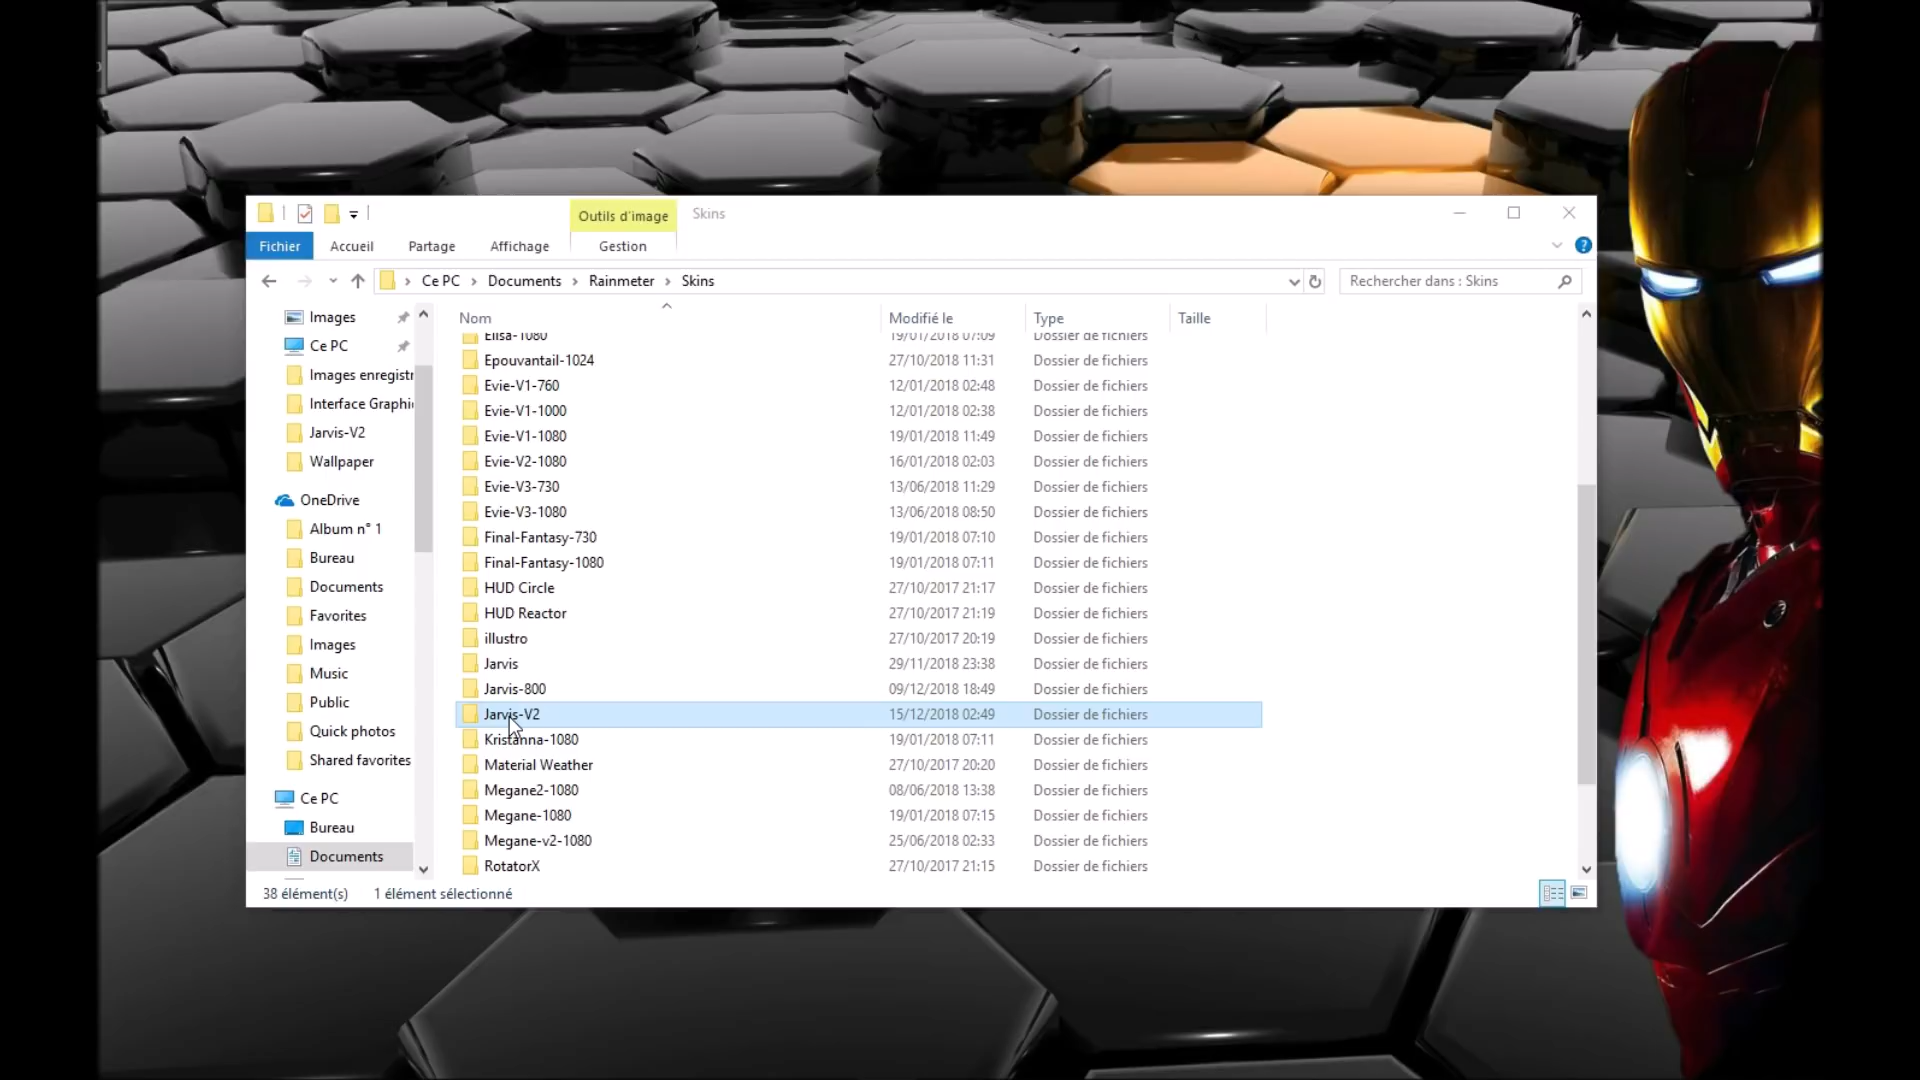 Outils d'image
Skins
Fichier
Accueil
Partage
Affichage
Gestion
Ce PC
Documents
Rainmeter
Skins
Rechercher dans : Skins
Images
Ce PC
Images enregistr
Interface Graphi
Jarvis-V2
Wallpaper
OneDrive
Album n° 1
Bureau
Documents
Favorites
Images
Music
Public
Quick photos
Shared favorites
Ce PC
Bureau
Documents
Nom Modifié le Type Taille
Elisa-1080 19/01/2018 07:09 Dossier de fichiers
Epouvantail-1024 27/10/2018 11:31 Dossier de fichiers
Evie-V1-760 12/01/2018 02:48 Dossier de fichiers
Evie-V1-1000 12/01/2018 02:38 Dossier de fichiers
Evie-V1-1080 19/01/2018 11:49 Dossier de fichiers
Evie-V2-1080 16/01/2018 02:03 Dossier de fichiers
Evie-V3-730 13/06/2018 11:29 Dossier de fichiers
Evie-V3-1080 13/06/2018 08:50 Dossier de fichiers
Final-Fantasy-730 19/01/2018 07:10 Dossier de fichiers
Final-Fantasy-1080 19/01/2018 07:11 Dossier de fichiers
HUD Circle 27/10/2017 21:17 Dossier de fichiers
HUD Reactor 27/10/2017 21:19 Dossier de fichiers
illustro 27/10/2017 20:19 Dossier de fichiers
Jarvis 29/11/2018 23:38 Dossier de fichiers
Jarvis-800 09/12/2018 18:49 Dossier de fichiers
Jarvis-V2 15/12/2018 02:49 Dossier de fichiers
Kristanna-1080 19/01/2018 07:11 Dossier de fichiers
Material Weather 27/10/2017 20:20 Dossier de fichiers
Megane2-1080 08/06/2018 13:38 Dossier de fichiers
Megane-1080 19/01/2018 07:15 Dossier de fichiers
Megane-v2-1080 25/06/2018 02:33 Dossier de fichiers
RotatorX 27/10/2017 21:15 Dossier de fichiers
38 élément(s) 1 élément sélectionné